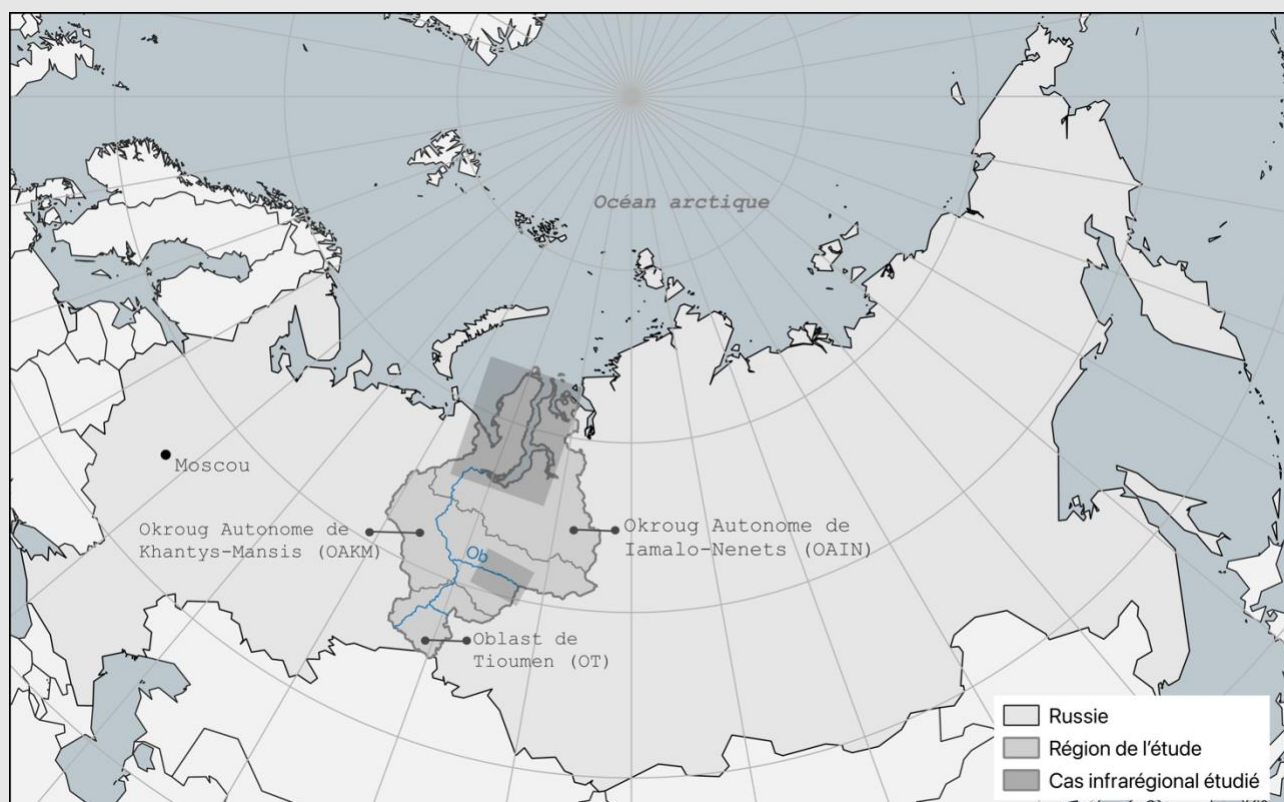 Océan arctique
Moscou
Okroug Autonome de
Khantys-Mansis (OAKM)
Okroug Autonome de
Iamalo-Nenets (OAIN)
Ob
Oblast de
Tioumen (OT)
Russie
Région de l'étude
Cas infrarégional étudié